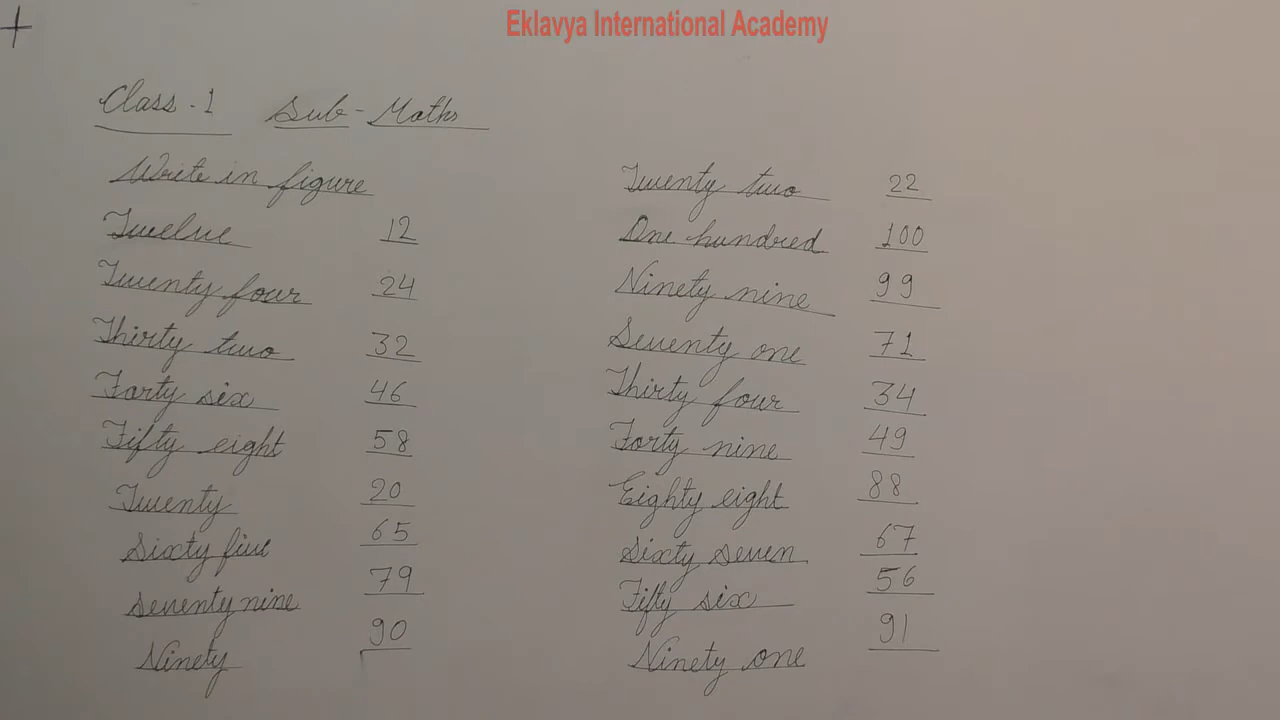 Eklavya International Academy
Class - 1 Sub - Maths
Write in figure
Twelve 12
Twenty four 24
Thirty two 32
Forty six 46
Fifty eight 58
Twenty 20
Sixty five 65
Seventy nine 79
Ninety 90
Twenty two 22
One hundred 100
Ninety nine 99
Seventy one 71
Thirty four 34
Forty nine 49
Eighty eight 88
Sixty seven 67
Fifty six 56
Ninety one 91